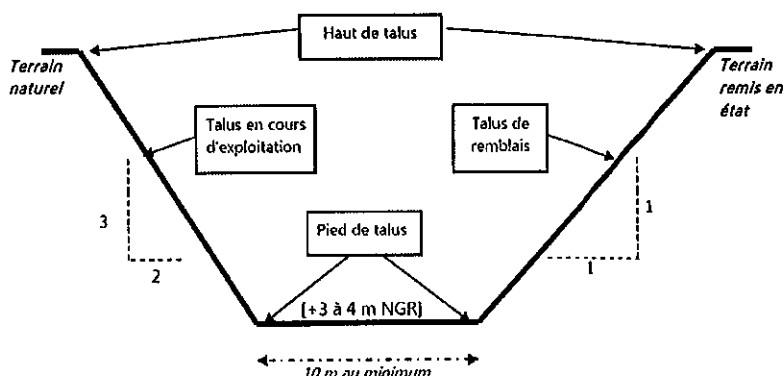 Haut de talus
Terrain
naturel
Terrain
remis en
état
Talus en cours
d'exploitation
Talus de
remblais
3
2
1
1
Pied de talus
(+3 à 4 m NGR)
10 m au minimum